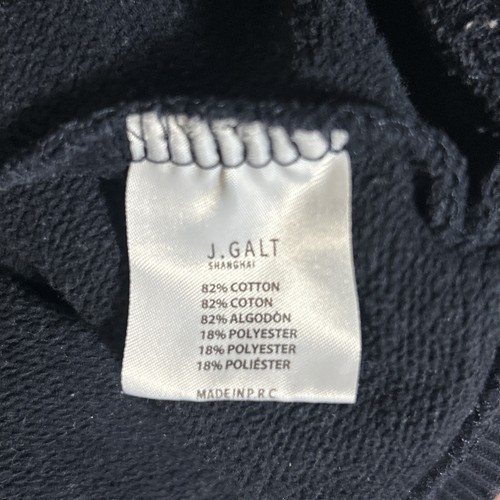 J.GALT
SHANGHAI
82% COTTON
82% COTON
82% ALGODÓN
18% POLYESTER
18% POLYESTER
18% POLIÉSTER
MADE IN P.R.C